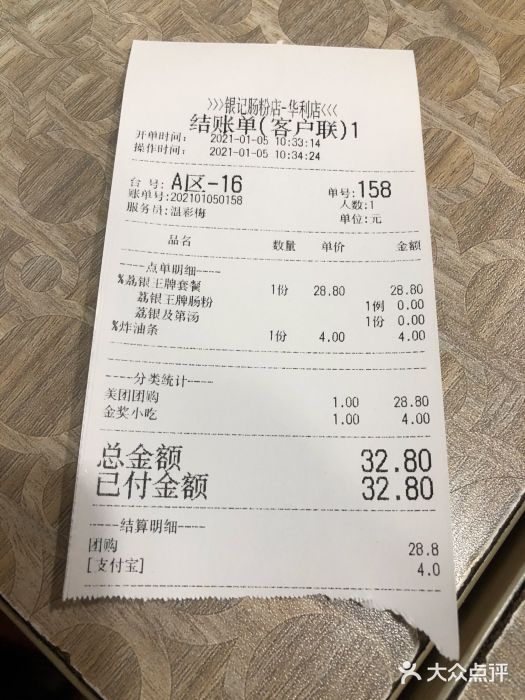 >>>银记肠粉店-华利店<<<
结账单(客户联)1
开单时间: 2021-01-05 10:33:14
操作时间: 2021-01-05 10:34:24
台 号: A区-16 单号: 158
账单号: 202101050158 人数: 1
服务员: 温彩梅 单位: 元
品名 数量 单价 金额
-----点单明细-----
%荔银王牌套餐 1份 28.80 28.80
荔银王牌肠粉 1例 0.00
荔银及第汤 1份 0.00
%炸油条 1份 4.00 4.00
-----分类统计-----
美团团购 1.00 28.80
金奖小吃 1.00 4.00
总金额 32.80
已付金额 32.80
-----结算明细-----
团购 28.8
[支付宝] 4.0
大众点评